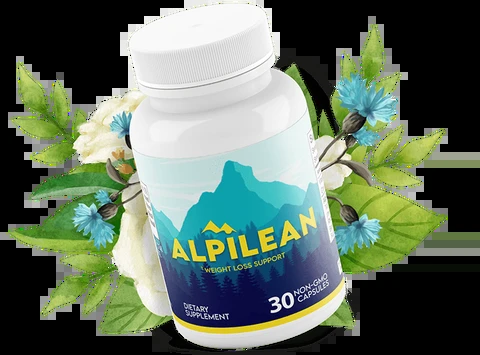 ALPILEAN
WEIGHT LOSS SUPPORT
DIETARY
SUPPLEMENT
30 NON-GMO
CAPSULES